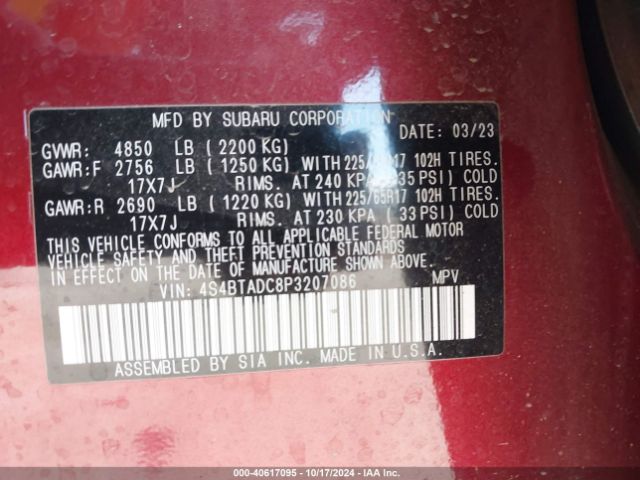 MFD BY SUBARU CORPORATION
DATE: 03/23
GVWR: 4850 LB ( 2200 KG)
GAWR:F 2756 LB ( 1250 KG) WITH 225/ R17 102H TIRES.
17X7J RIMS. AT 240 KPA 35 PSI) COLD
GAWR:R 2690 LB ( 1220 KG) WITH 225/65R17 102H TIRES.
17X7J RIMS. AT 230 KPA ( 33 PSI) COLD
THIS VEHICLE CONFORMS TO ALL APPLICABLE FEDERAL MOTOR
VEHICLE SAFETY AND THEFT PREVENTION STANDARDS
IN EFFECT ON THE DATE OF MANUFACTURE SHOWN ABOVE.
VIN: 4S4BTADC8P3207086 MPV
ASSEMBLED BY SIA INC. MADE IN U.S.A.
000-40617095 - 10/17/2024 - IAA Inc.